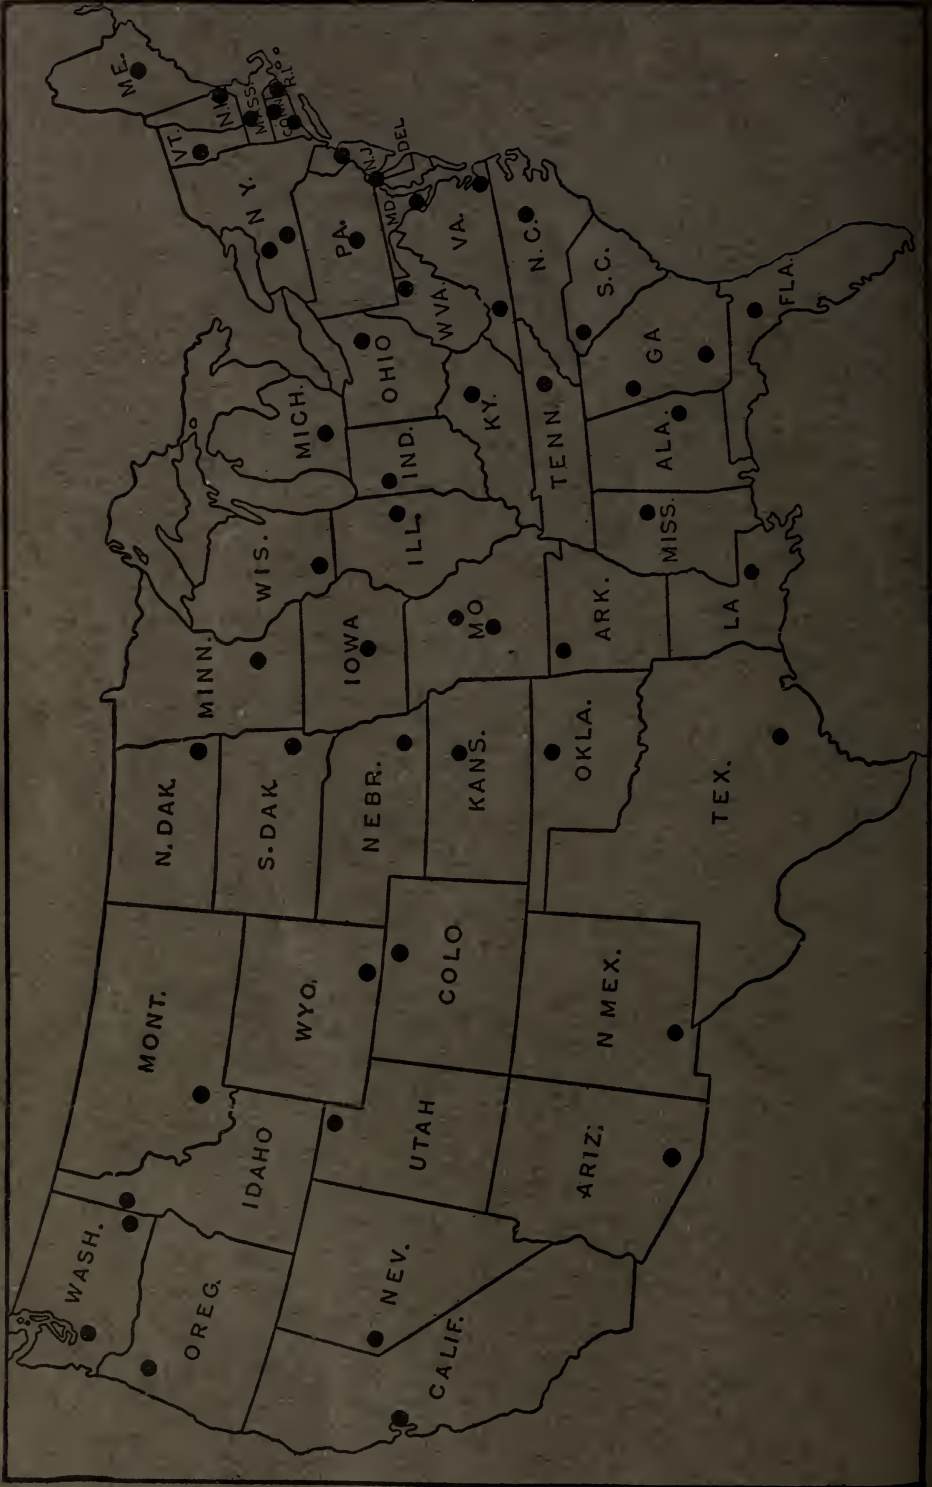 WASH.
OREG.
CALIF.
NEV.
IDAHO
MONT.
WYO.
UTAH
ARIZ.
COLO
N MEX.
N. DAK.
S. DAK
NEBR.
KANS.
OKLA.
TEX.
MINN.
IOWA
MO
ARK.
LA
WIS.
ILL
MICH.
IND.
OHIO
KY.
TENN.
MISS.
ALA.
GA
FLA.
S.C.
N.C.
VA.
W VA.
MD.
DEL
N.J.
PA.
N Y.
VT.
N.H
MASS.
CONN
R.I.
ME.